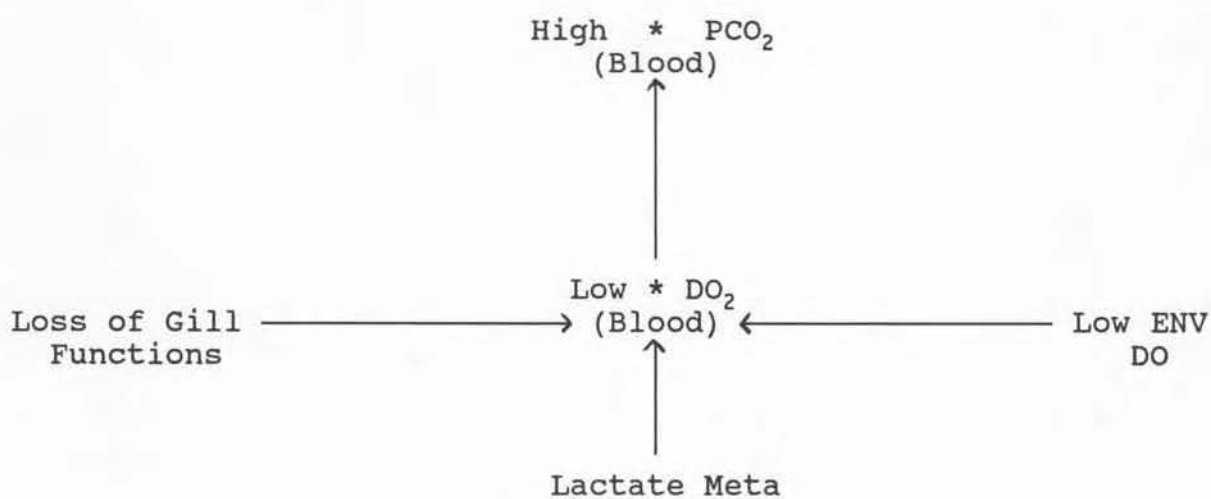 High * PCO₂
(Blood)
Low * DO₂
(Blood)
Loss of Gill
Functions
Low ENV
DO
Lactate Meta